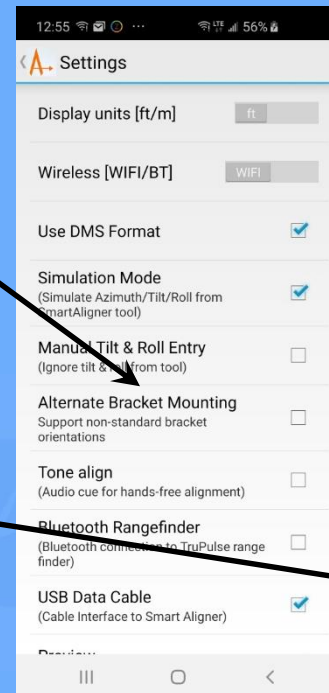 12:55 ··· LTE 56%
Settings
Display units [ft/m] ft
Wireless [WIFI/BT] WIFI
Use DMS Format
Simulation Mode
(Simulate Azimuth/Tilt/Roll from
SmartAligner tool)
Manual Tilt & Roll Entry
(Ignore tilt & roll from tool)
Alternate Bracket Mounting
Support non-standard bracket
orientations
Tone align
(Audio cue for hands-free alignment)
Bluetooth Rangefinder
(Bluetooth connection to TruPulse range
finder)
USB Data Cable
(Cable Interface to Smart Aligner)
Preview